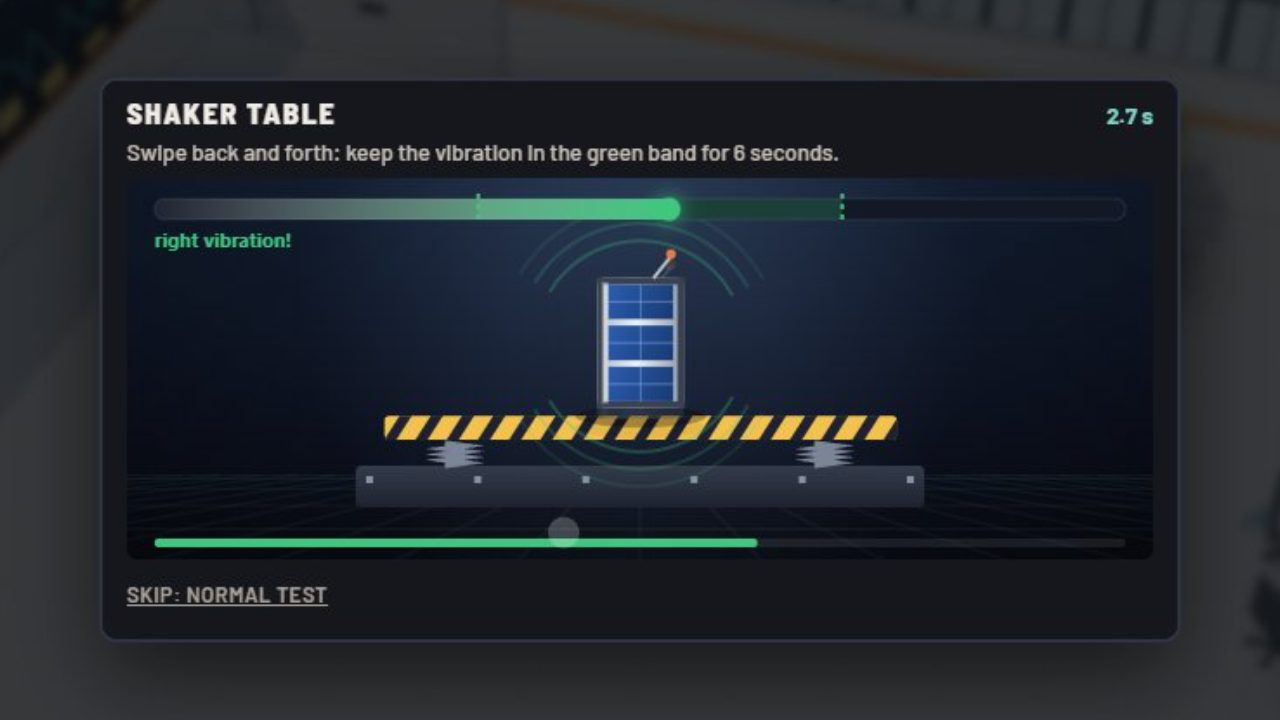 SHAKER TABLE
2.7 s
Swipe back and forth: keep the vibration in the green band for 6 seconds.
right vibration!
SKIP: NORMAL TEST